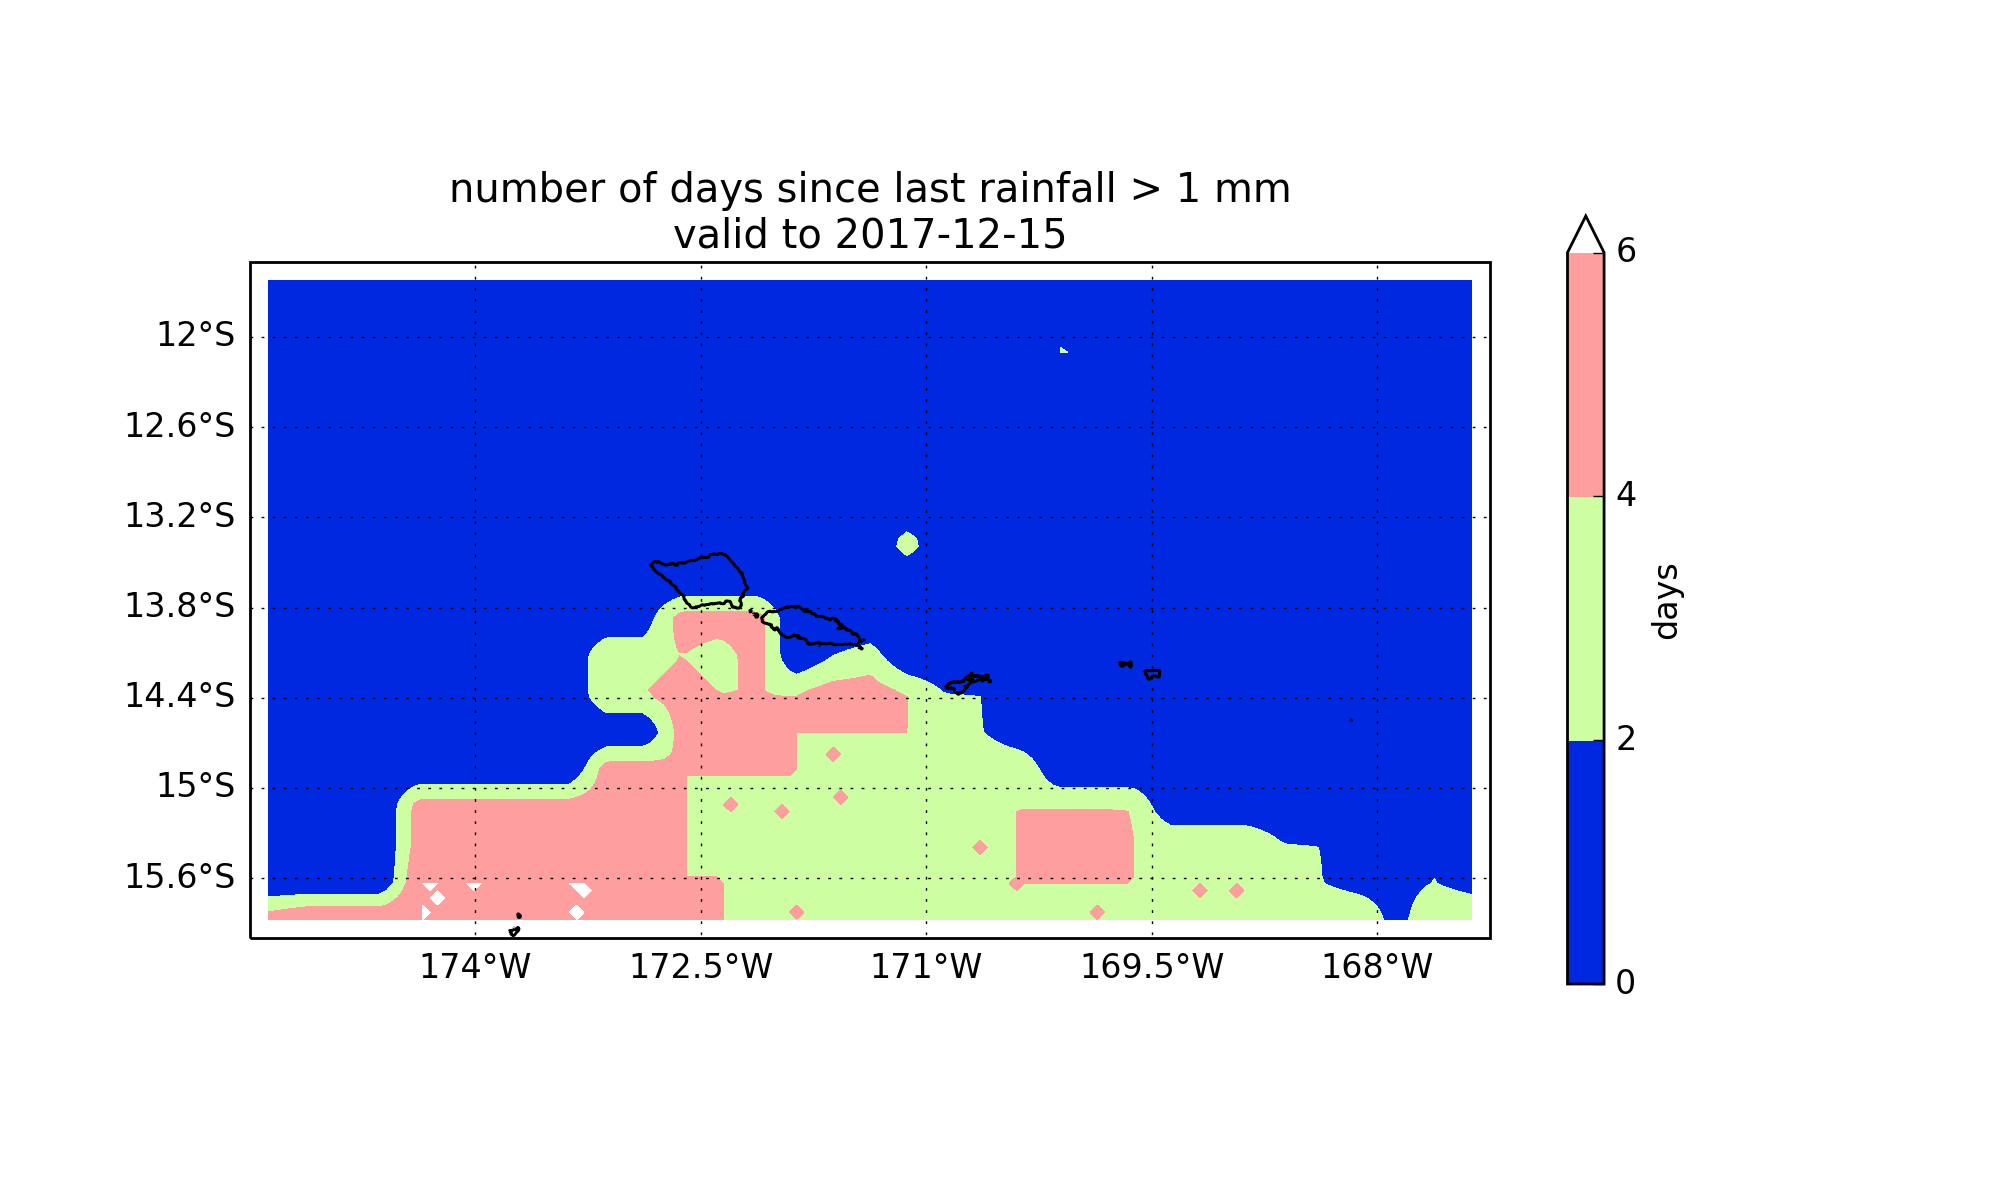 number of days since last rainfall > 1 mm
valid to 2017-12-15
12°S
12.6°S
13.2°S
13.8°S
14.4°S
15°S
15.6°S
174°W
172.5°W
171°W
169.5°W
168°W
6
4
2
0
days